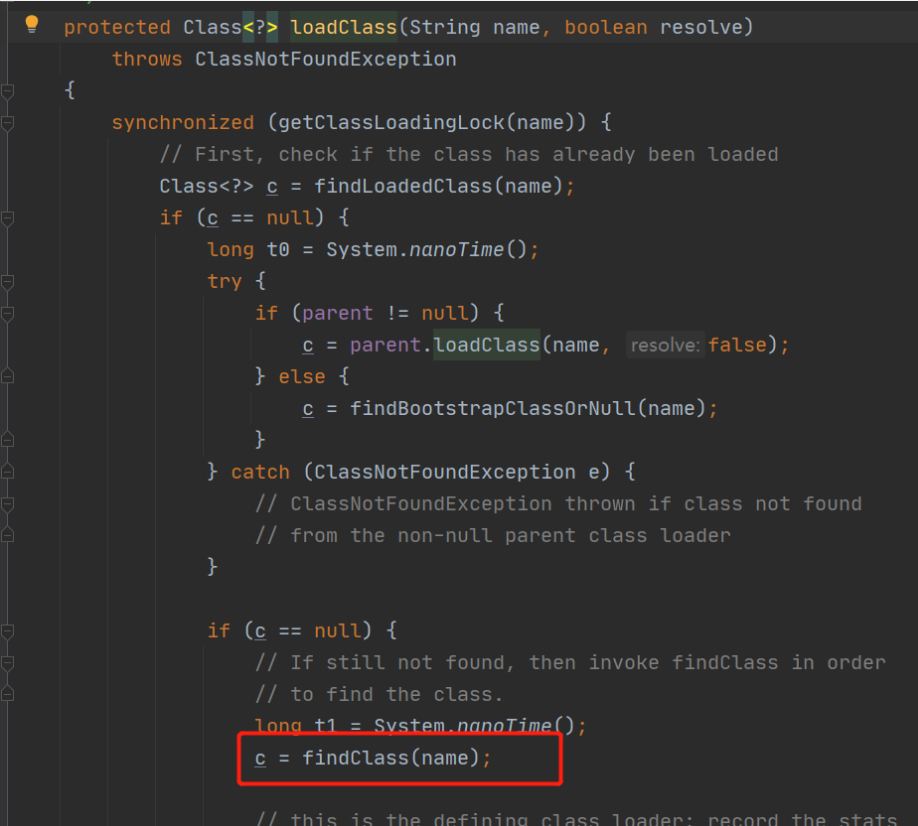 protected Class<?> loadClass(String name, boolean resolve)
throws ClassNotFoundException
{
synchronized (getClassLoadingLock(name)) {
// First, check if the class has already been loaded
Class<?> c = findLoadedClass(name);
if (c == null) {
long t0 = System.nanoTime();
try {
if (parent != null) {
c = parent.loadClass(name, resolve: false);
} else {
c = findBootstrapClassOrNull(name);
}
} catch (ClassNotFoundException e) {
// ClassNotFoundException thrown if class not found
// from the non-null parent class loader
}
if (c == null) {
// If still not found, then invoke findClass in order
// to find the class.
long t1 = System.nanoTime();
c = findClass(name);
// this is the defining class loader; record the stats